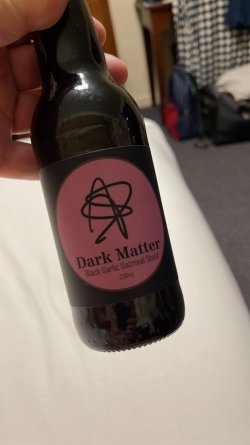 Dark Matter
Black Garlic Oatmeal Stout
330ml